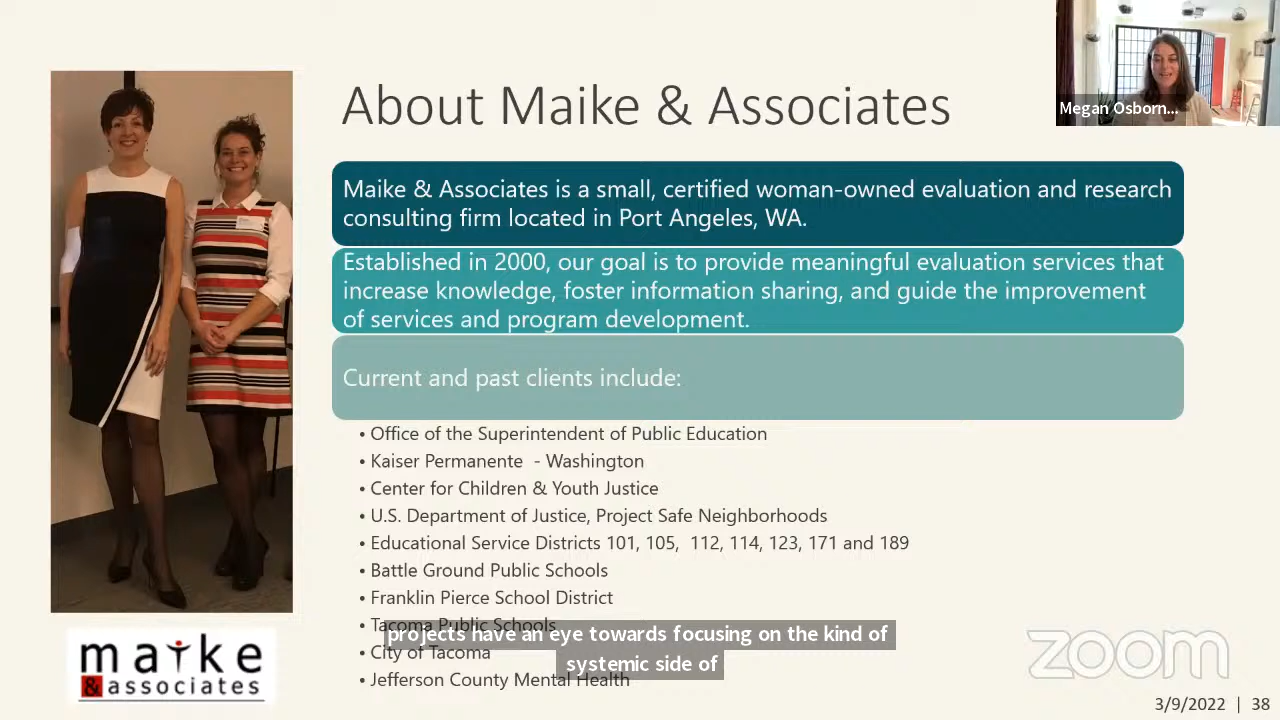 About Maike & Associates
Megan Osborn...
Maike & Associates is a small, certified woman-owned evaluation and research
consulting firm located in Port Angeles, WA.
Established in 2000, our goal is to provide meaningful evaluation services that
increase knowledge, foster information sharing, and guide the improvement
of services and program development.
Current and past clients include:
• Office of the Superintendent of Public Education
• Kaiser Permanente - Washington
• Center for Children & Youth Justice
• U.S. Department of Justice, Project Safe Neighborhoods
• Educational Service Districts 101, 105, 112, 114, 123, 171 and 189
• Battle Ground Public Schools
• Franklin Pierce School District
• Tacoma Public Schools
• City of Tacoma
• Jefferson County Mental Health
projects have an eye towards focusing on the kind of
systemic side of
maike
& associates
zoom
3/9/2022 | 38